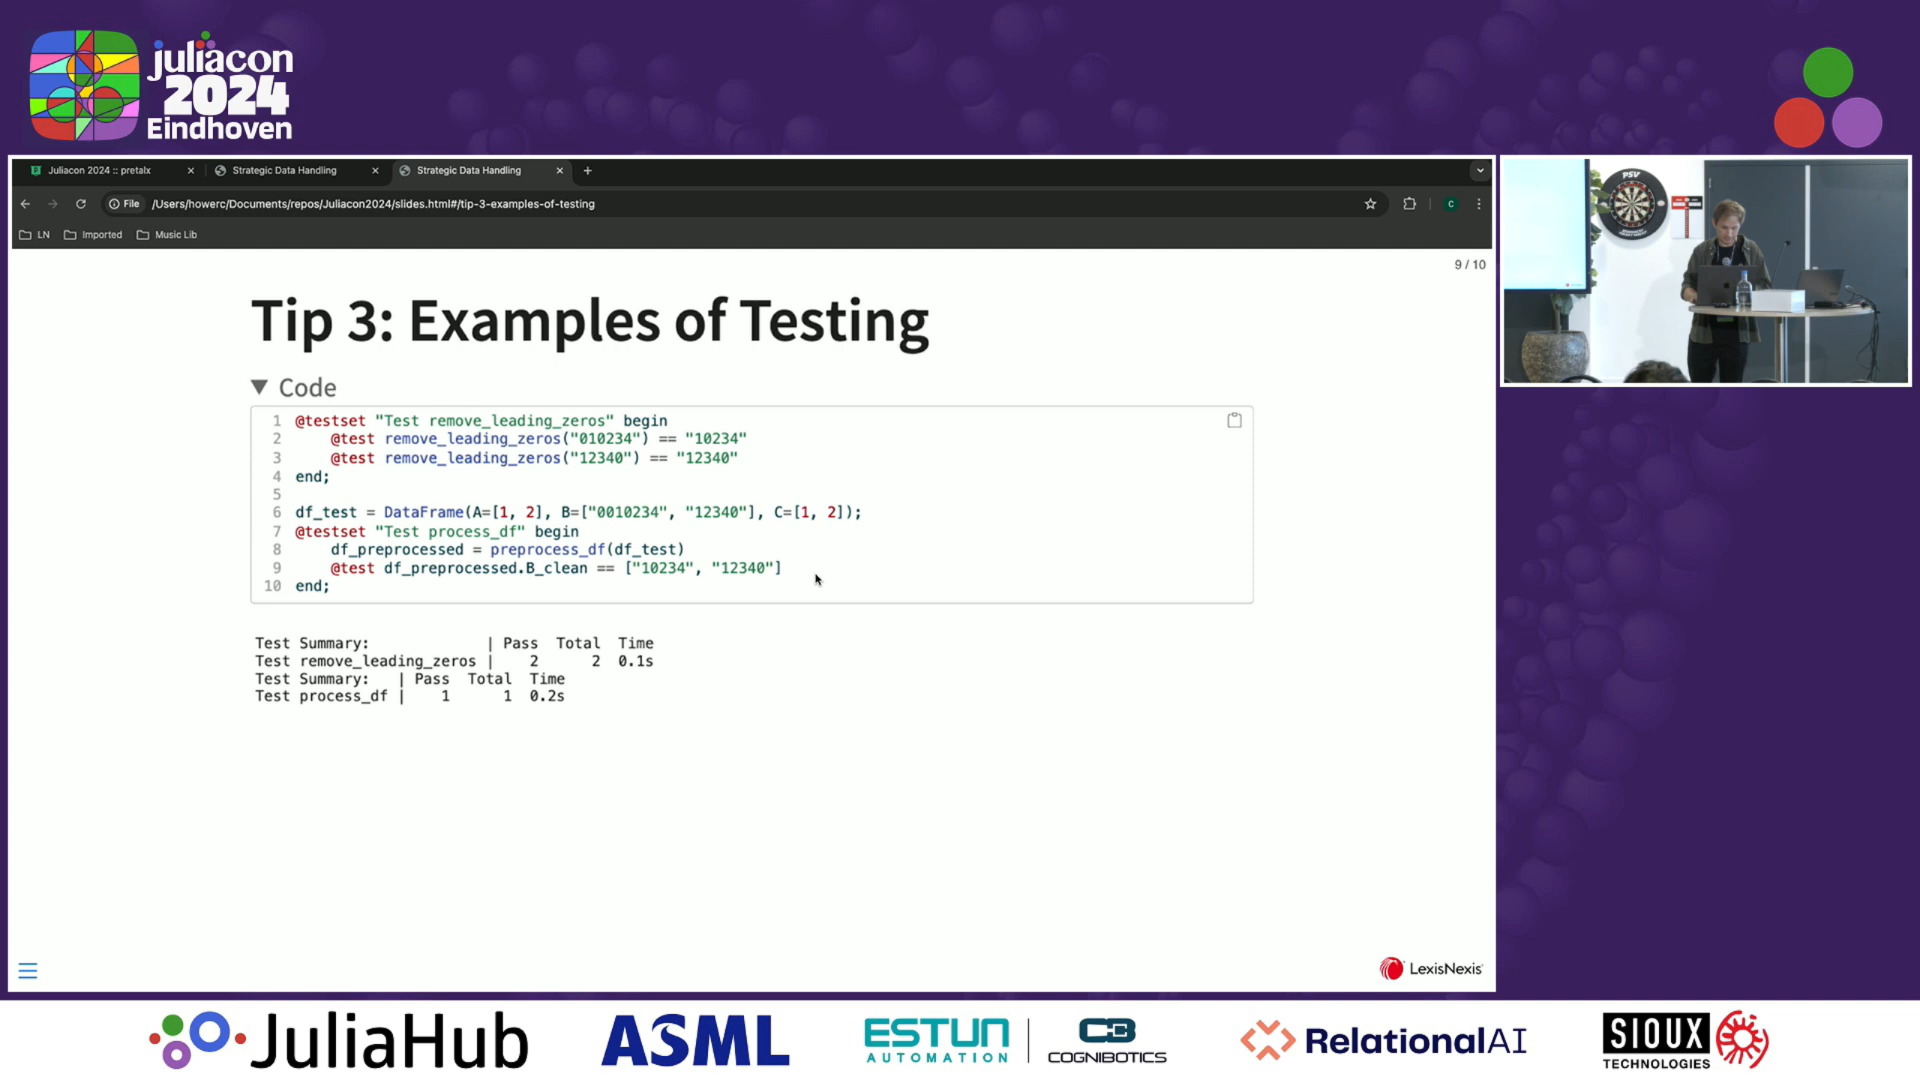 juliacon
2024
Eindhoven
Juliacon 2024 :: pretalx
Strategic Data Handling
Strategic Data Handling
File
/Users/howerc/Documents/repos/Juliacon2024/slides.html#/tip-3-examples-of-testing
C
LN
Imported
Music Lib
9 / 10
PSV
Tip 3: Examples of Testing
▼ Code
1 @testset "Test remove_leading_zeros" begin
2 @test remove_leading_zeros("010234") == "10234"
3 @test remove_leading_zeros("12340") == "12340"
4 end;
5
6 df_test = DataFrame(A=[1, 2], B=["0010234", "12340"], C=[1, 2]);
7 @testset "Test process_df" begin
8 df_preprocessed = preprocess_df(df_test)
9 @test df_preprocessed.B_clean == ["10234", "12340"]
10 end;
Test Summary: | Pass Total Time
Test remove_leading_zeros | 2 2 0.1s
Test Summary: | Pass Total Time
Test process_df | 1 1 0.2s
LexisNexis
JuliaHub
ASML
ESTUN
AUTOMATION
COGNIBOTICS
RelationalAI
SIOUX
TECHNOLOGIES